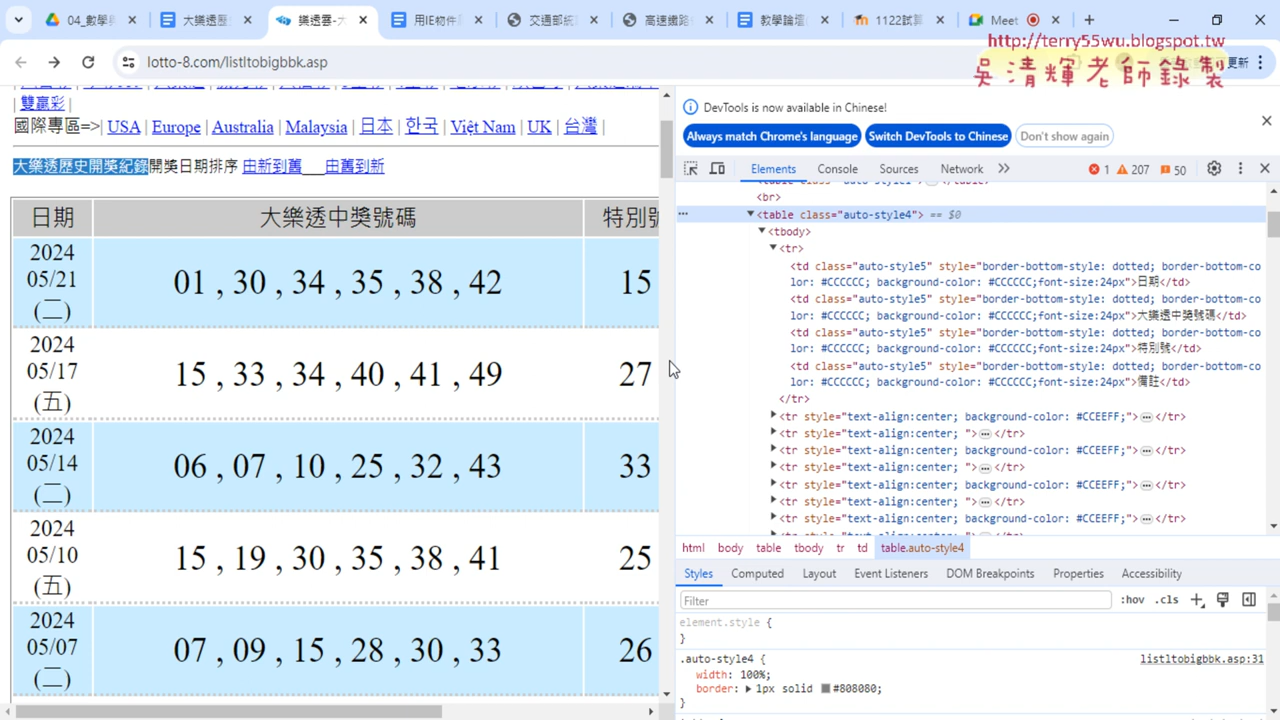 04_數學 大樂透歷 樂透雲-大 用IE物件 交通部統 高速鐵路 教學論壇 1122試算 Meet
http://terry55wu.blogspot.tw
吳清輝老師錄製
lotto-8.com/listltobigbbk.asp 更新
| 雙贏彩 |
國際專區=>| USA | Europe | Australia | Malaysia | 日本 | 한국 | Việt Nam | UK | 台灣 |
大樂透歷史開獎紀錄開獎日期排序 由新到舊___由舊到新
日期 大樂透中獎號碼 特別號
2024
05/21
(二)
01 , 30 , 34 , 35 , 38 , 42 15
2024
05/17
(五)
15 , 33 , 34 , 40 , 41 , 49 27
2024
05/14
(二)
06 , 07 , 10 , 25 , 32 , 43 33
2024
05/10
(五)
15 , 19 , 30 , 35 , 38 , 41 25
2024
05/07
(二)
07 , 09 , 15 , 28 , 30 , 33 26
DevTools is now available in Chinese!
Always match Chrome's language Switch DevTools to Chinese Don't show again
Elements Console Sources Network 1 207 50
<br>
<table class="auto-style4"> == $0
<tbody>
<tr>
<td class="auto-style5" style="border-bottom-style: dotted; border-bottom-co
lor: #CCCCCC; background-color: #CCCCCC;font-size:24px">日期</td>
<td class="auto-style5" style="border-bottom-style: dotted; border-bottom-co
lor: #CCCCCC; background-color: #CCCCCC;font-size:24px">大樂透中獎號碼</td>
<td class="auto-style5" style="border-bottom-style: dotted; border-bottom-co
lor: #CCCCCC; background-color: #CCCCCC;font-size:24px">特別號</td>
<td class="auto-style5" style="border-bottom-style: dotted; border-bottom-co
lor: #CCCCCC; background-color: #CCCCCC;font-size:24px">備註</td>
</tr>
<tr style="text-align:center; background-color: #CCEEFF;">…</tr>
<tr style="text-align:center; ">…</tr>
<tr style="text-align:center; background-color: #CCEEFF;">…</tr>
<tr style="text-align:center; ">…</tr>
<tr style="text-align:center; background-color: #CCEEFF;">…</tr>
<tr style="text-align:center; ">…</tr>
<tr style="text-align:center; background-color: #CCEEFF;">…</tr>
html body table tbody tr td table.auto-style4
Styles Computed Layout Event Listeners DOM Breakpoints Properties Accessibility
Filter :hov .cls
element.style {
}
.auto-style4 { listltobigbbk.asp:31
width: 100%;
border: 1px solid #808080;
}